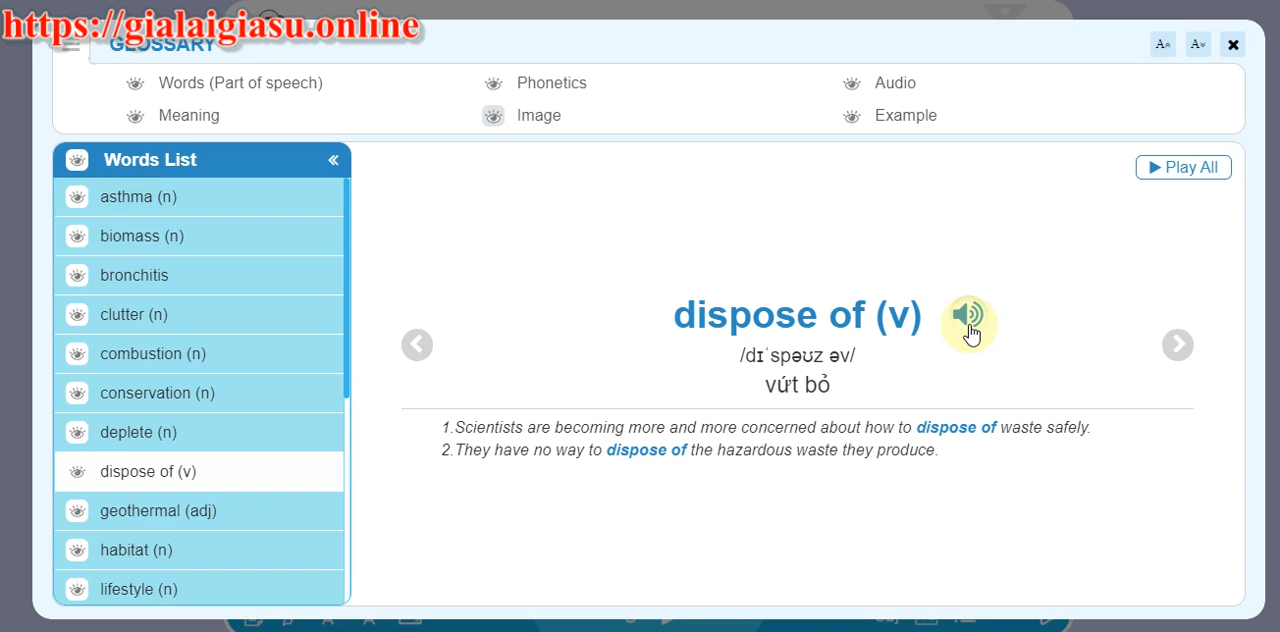 https://gialaigiasu.online
GLOSSARY
A A
Words (Part of speech)
Phonetics
Audio
Meaning
Image
Example
Words List
asthma (n)
biomass (n)
bronchitis
clutter (n)
combustion (n)
conservation (n)
deplete (n)
dispose of (v)
geothermal (adj)
habitat (n)
lifestyle (n)
Play All
dispose of (v)
/dɪˈspəʊz əv/
vứt bỏ
1.Scientists are becoming more and more concerned about how to dispose of waste safely.
2.They have no way to dispose of the hazardous waste they produce.